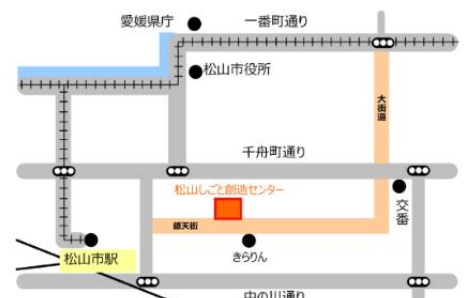 愛媛県庁
一番町通り
松山市役所
大街道
千舟町通り
松山しごと創造センター
交番
銀天街
きらりん
松山市駅
中の川通り